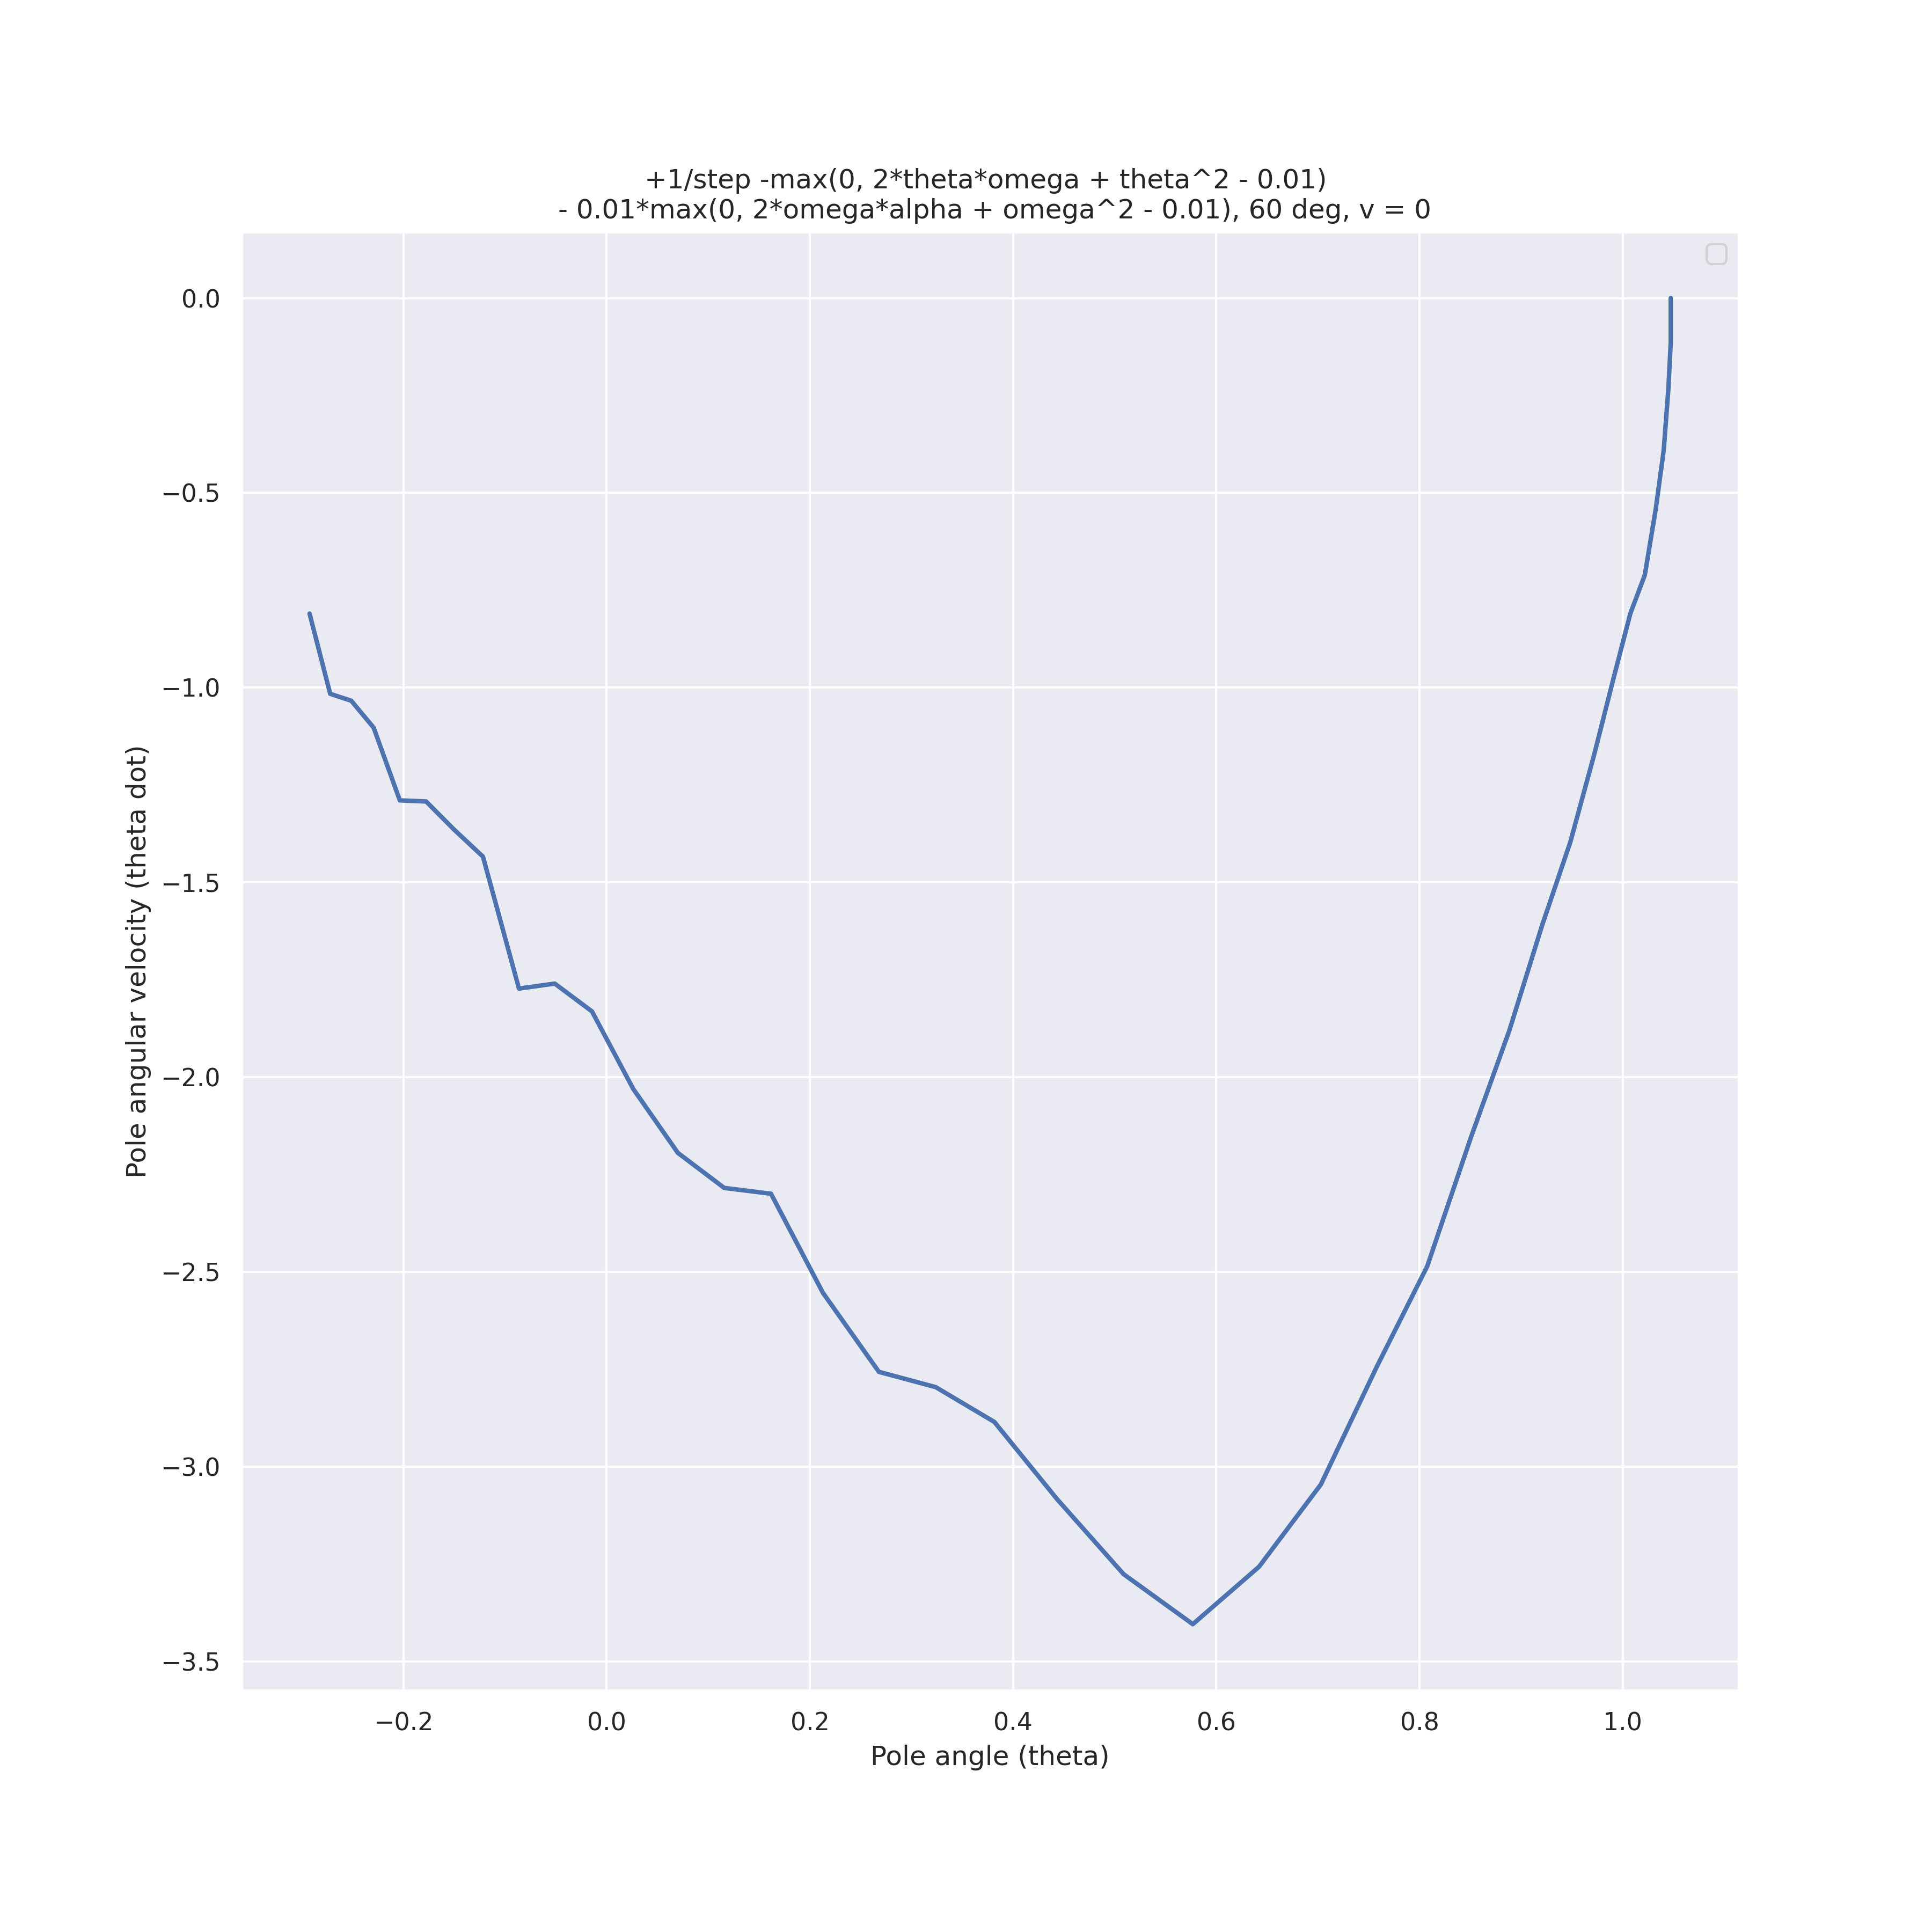 +1/step -max(0, 2*theta*omega + theta^2 - 0.01)
- 0.01*max(0, 2*omega*alpha + omega^2 - 0.01), 60 deg, v = 0
0.0
−0.5
−1.0
−1.5
−2.0
−2.5
−3.0
−3.5
Pole angular velocity (theta dot)
−0.2 0.0 0.2 0.4 0.6 0.8 1.0
Pole angle (theta)